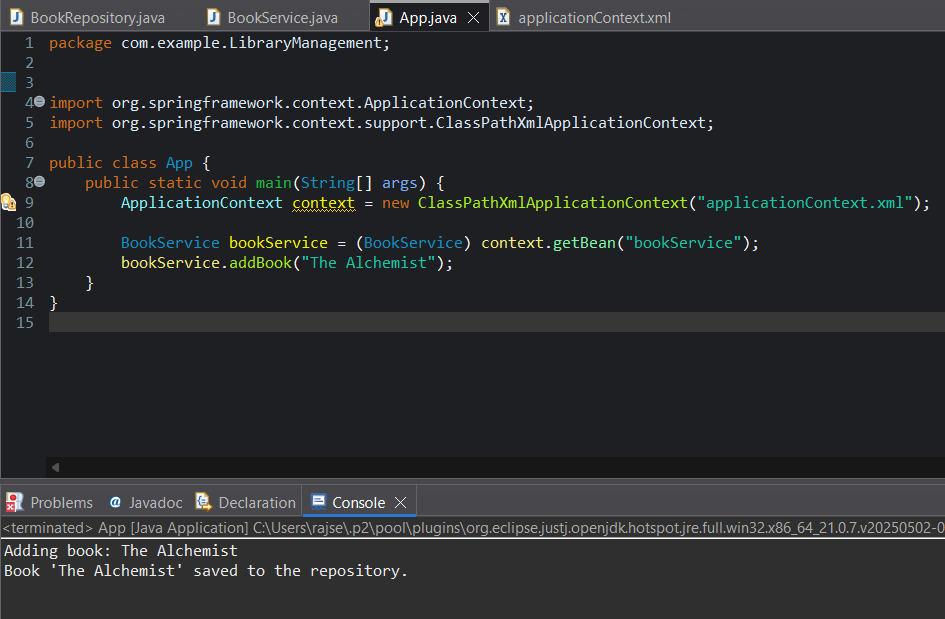 BookRepository.java BookService.java App.java applicationContext.xml
1 package com.example.LibraryManagement;
2
3
4 import org.springframework.context.ApplicationContext;
5 import org.springframework.context.support.ClassPathXmlApplicationContext;
6
7 public class App {
8     public static void main(String[] args) {
9         ApplicationContext context = new ClassPathXmlApplicationContext("applicationContext.xml");
10
11         BookService bookService = (BookService) context.getBean("bookService");
12         bookService.addBook("The Alchemist");
13     }
14 }
15
Problems @ Javadoc Declaration Console
<terminated> App [Java Application] C:\Users\rajse\.p2\pool\plugins\org.eclipse.justj.openjdk.hotspot.jre.full.win32.x86_64_21.0.7.v20250502-0
Adding book: The Alchemist
Book 'The Alchemist' saved to the repository.